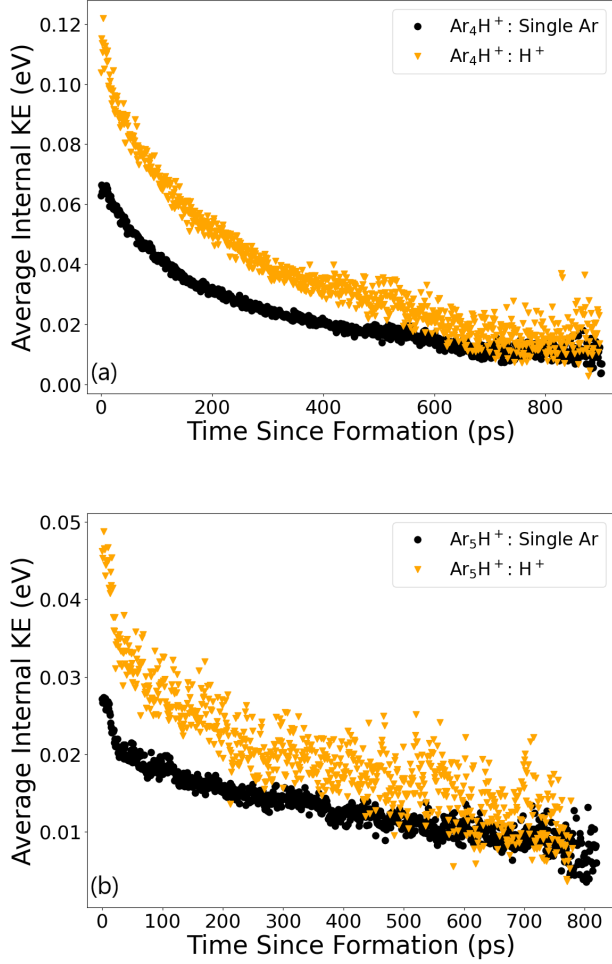 0.12
0.10
0.08
0.06
0.04
0.02
0.00
Average Internal KE (eV)
Ar₄H⁺: Single Ar
Ar₄H⁺: H⁺
(a)
0 200 400 600 800
Time Since Formation (ps)
0.05
0.04
0.03
0.02
0.01
Average Internal KE (eV)
Ar₅H⁺: Single Ar
Ar₅H⁺: H⁺
(b)
0 100 200 300 400 500 600 700 800
Time Since Formation (ps)